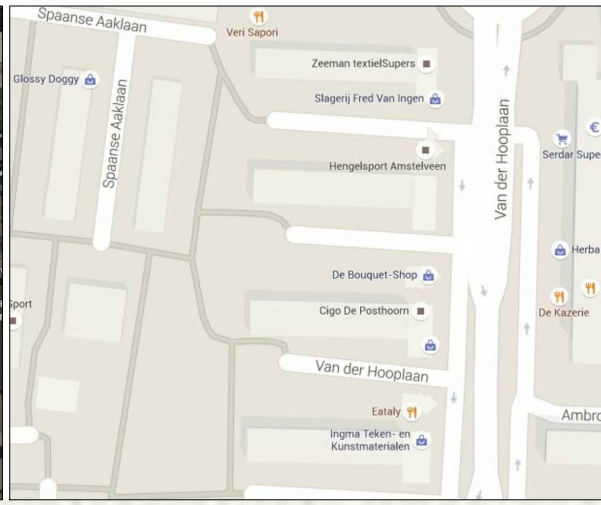 Spaanse Aaklaan
Veri Sapori
Zeeman textielSupers
Glossy Doggy
Slagerij Fred Van Ingen
Spaanse Aaklaan
Van der Hooplaan
Hengelsport Amstelveen
Serdar Supe
€
De Bouquet-Shop
Herba
Sport
Cigo De Posthoorn
De Kazerie
Van der Hooplaan
Eataly
Ambro
Ingma Teken- en
Kunstmaterialen